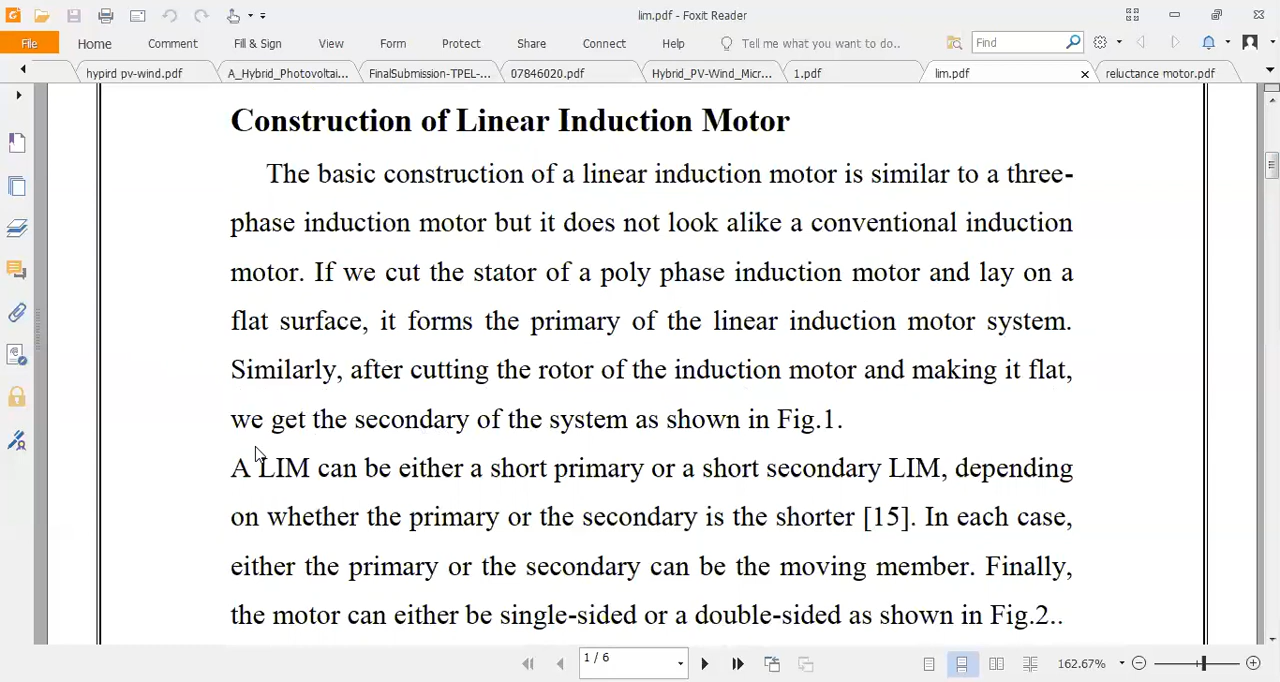 lim.pdf - Foxit Reader
File Home Comment Fill & Sign View Form Protect Share Connect Help Tell me what you want to do.. Find
hypird pv-wind.pdf A_Hybrid_Photovoltai... FinalSubmission-TPEL-... 07846020.pdf Hybrid_PV-Wind_Micr... 1.pdf lim.pdf reluctance motor.pdf
Construction of Linear Induction Motor
The basic construction of a linear induction motor is similar to a three-
phase induction motor but it does not look alike a conventional induction
motor. If we cut the stator of a poly phase induction motor and lay on a
flat surface, it forms the primary of the linear induction motor system.
Similarly, after cutting the rotor of the induction motor and making it flat,
we get the secondary of the system as shown in Fig.1.
A LIM can be either a short primary or a short secondary LIM, depending
on whether the primary or the secondary is the shorter [15]. In each case,
either the primary or the secondary can be the moving member. Finally,
the motor can either be single-sided or a double-sided as shown in Fig.2..
1 / 6 162.67%